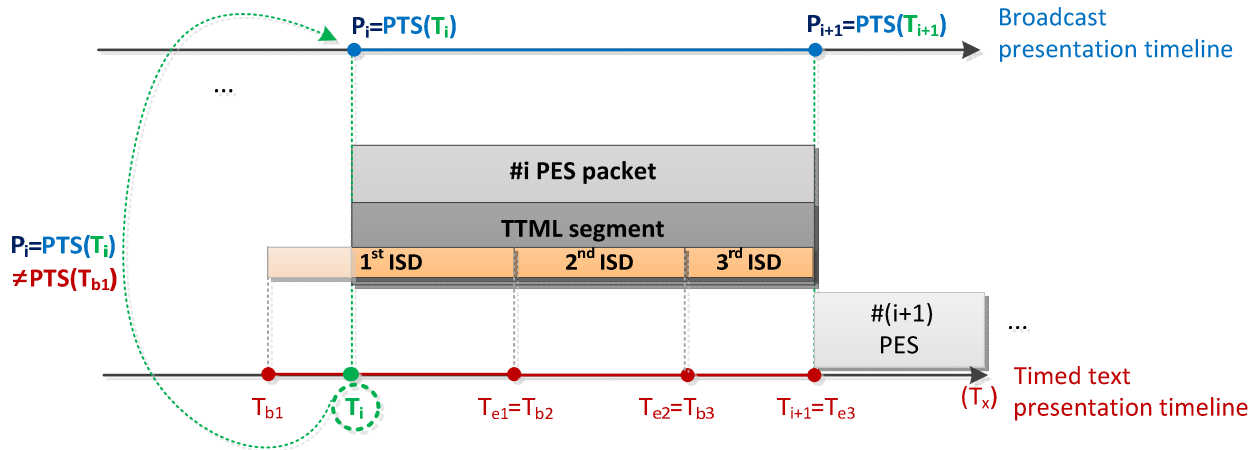 Pi=PTS(Ti)
Pi+1=PTS(Ti+1)
Broadcast
presentation timeline
...
#i PES packet
TTML segment
Pi=PTS(Ti)
≠PTS(Tb1)
1st ISD
2nd ISD
3rd ISD
#(i+1)
PES
...
Tb1
Ti
Te1=Tb2
Te2=Tb3
Ti+1=Te3
(Tx)
Timed text
presentation timeline